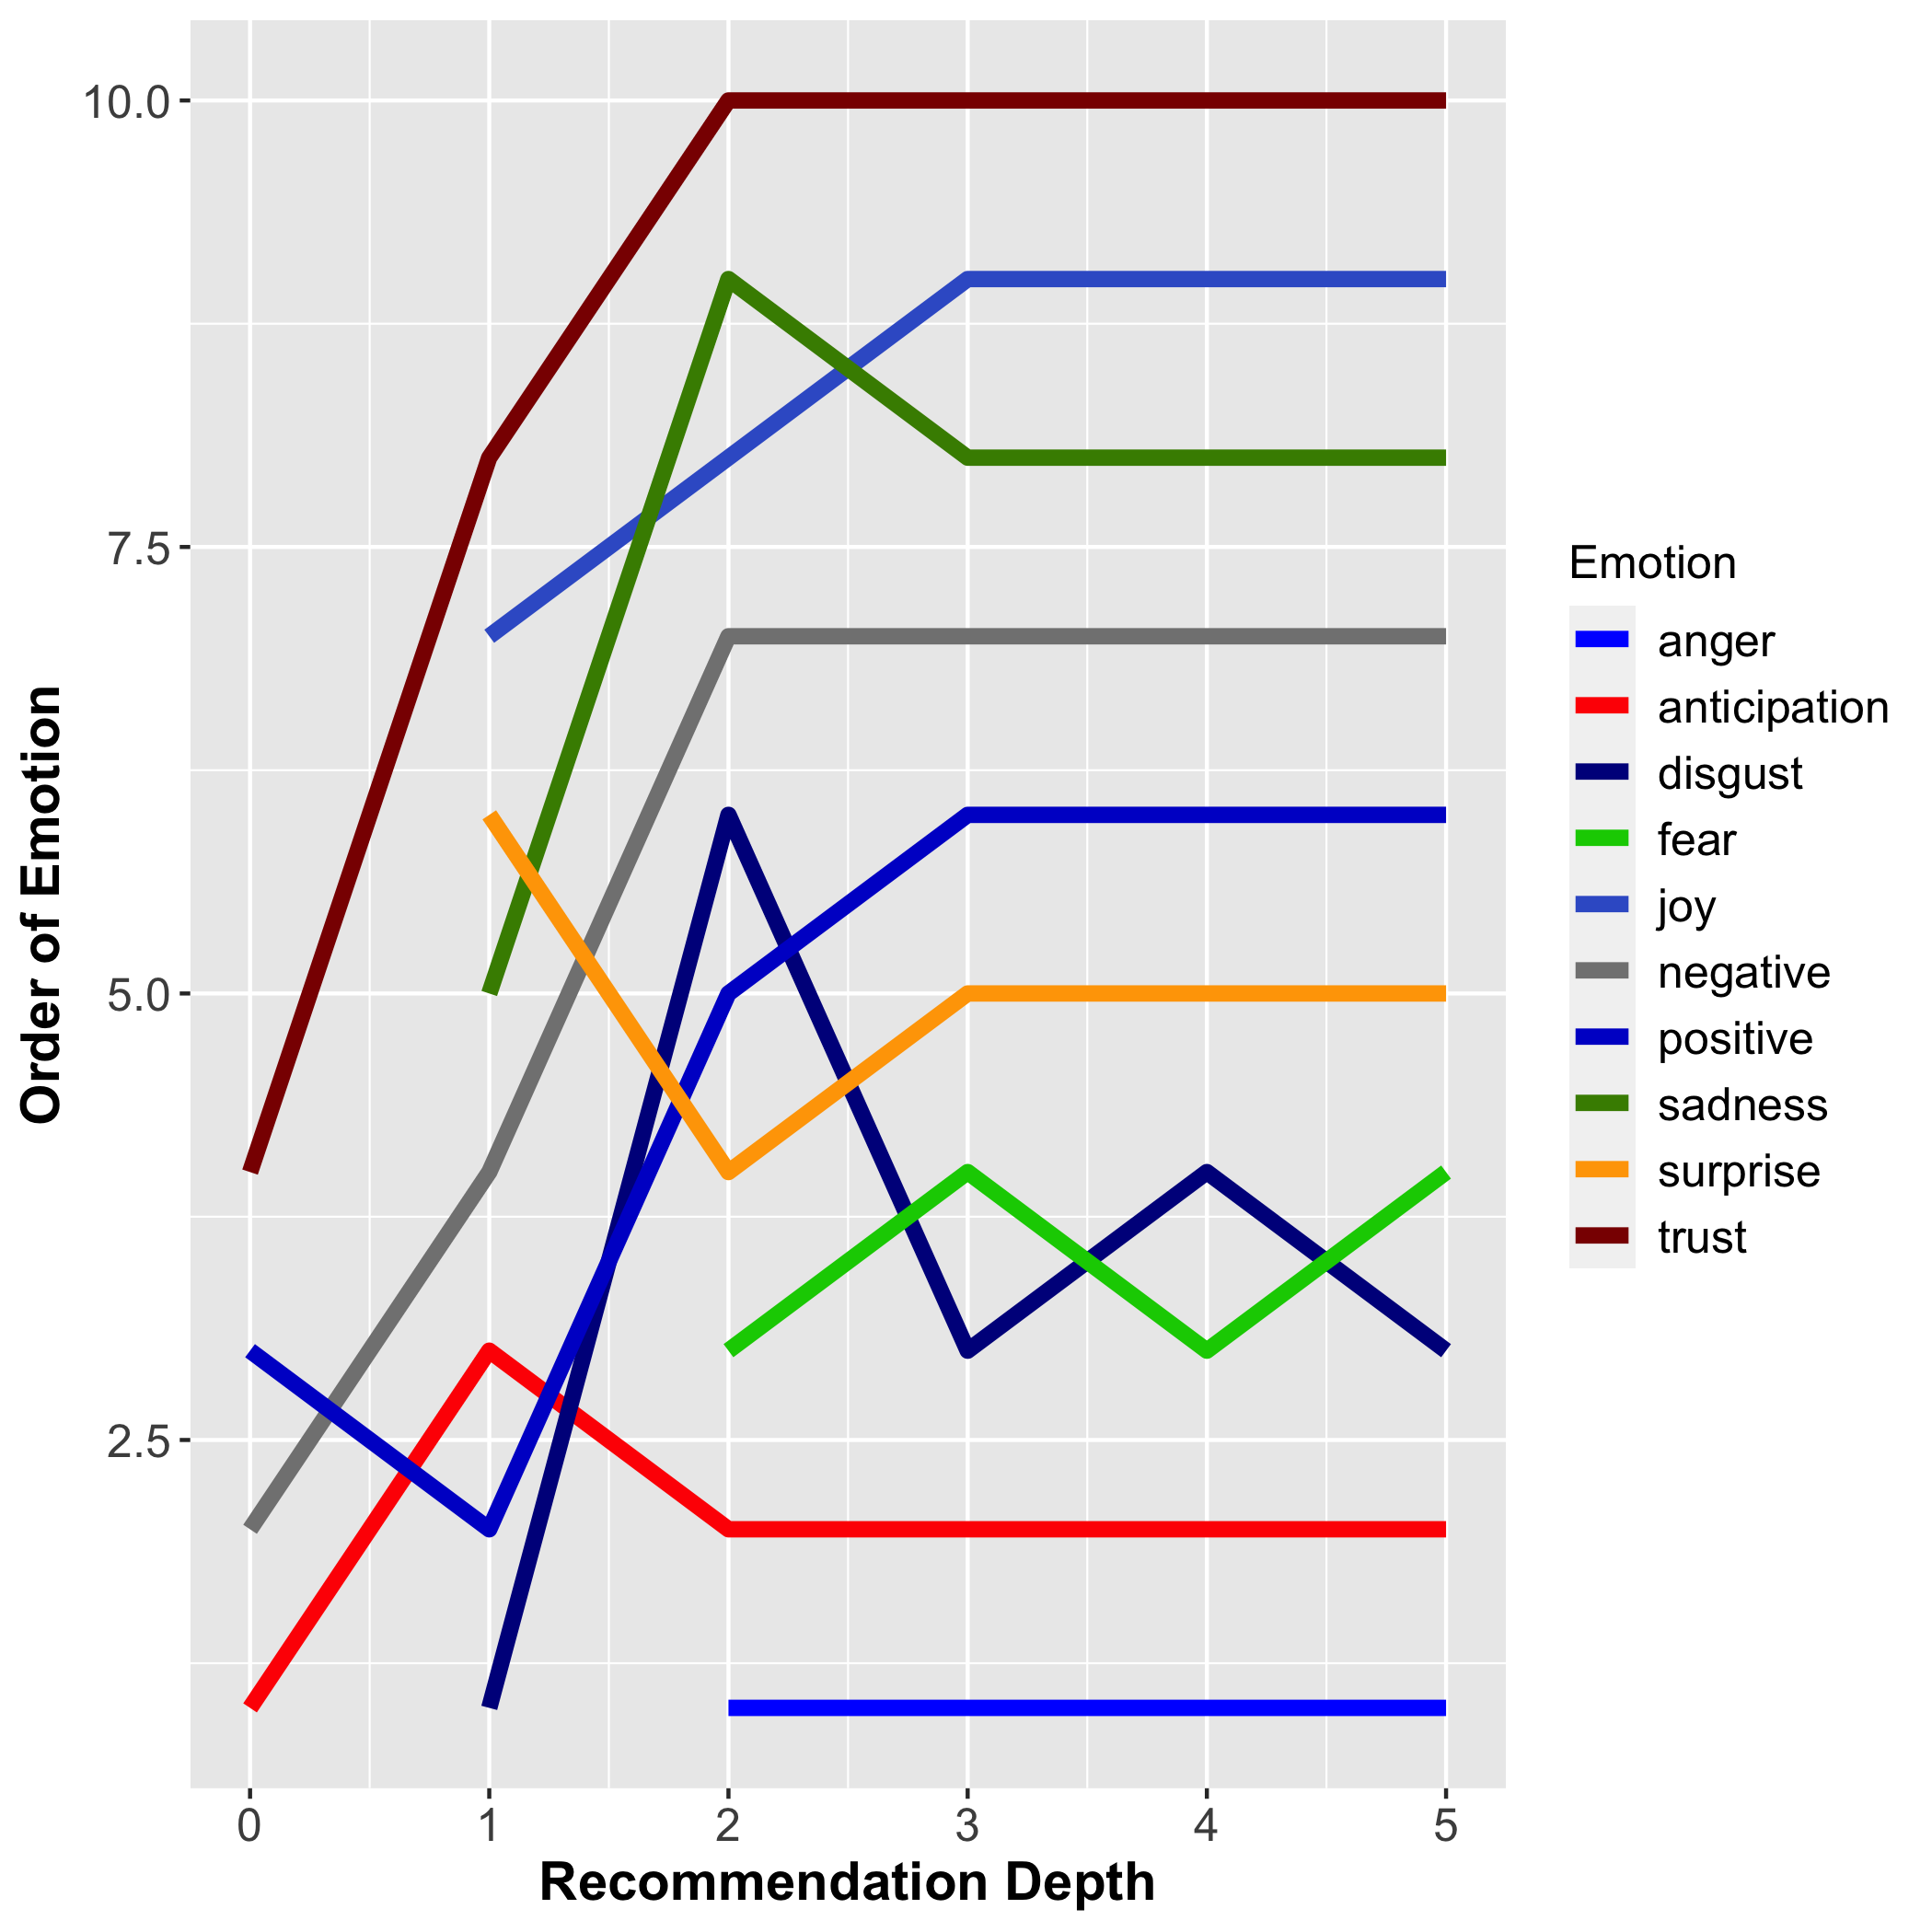 Order of Emotion
10.0
7.5
5.0
2.5
0 1 2 3 4 5
Recommendation Depth
Emotion
anger
anticipation
disgust
fear
joy
negative
positive
sadness
surprise
trust